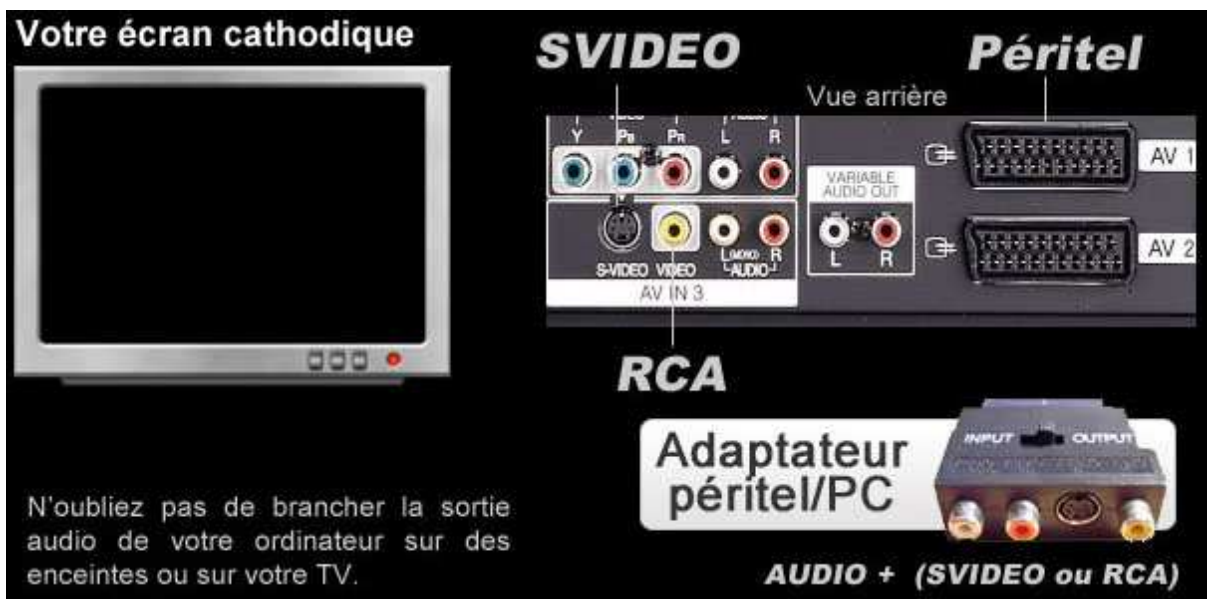 Votre écran cathodique
SVIDEO
Péritel
Vue arrière
Y PB PR L R
AV 1
VARIABLE
AUDIO OUT
L R
AV 2
L (MONO) R
S-VIDEO VIDEO AUDIO
AV IN 3
RCA
Adaptateur
péritel/PC
INPUT OUTPUT
N'oubliez pas de brancher la sortie
audio de votre ordinateur sur des
enceintes ou sur votre TV.
AUDIO + (SVIDEO ou RCA)